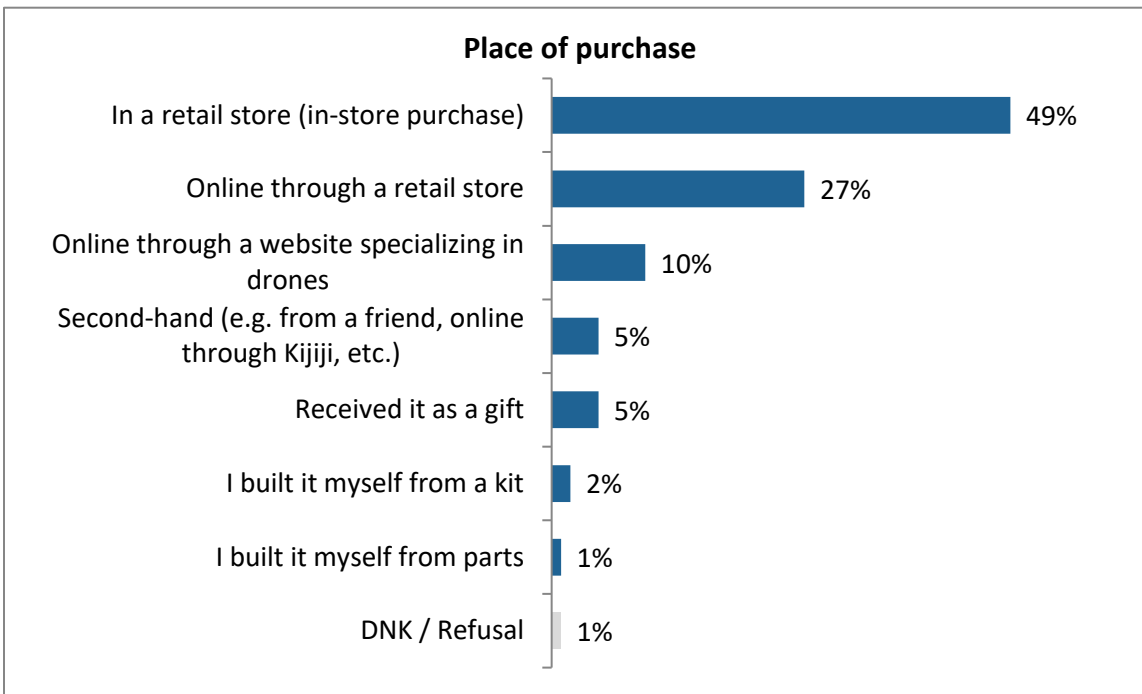 Place of purchase
In a retail store (in-store purchase)
49%
Online through a retail store
27%
Online through a website specializing in
drones
10%
Second-hand (e.g. from a friend, online
through Kijiji, etc.)
5%
Received it as a gift
5%
I built it myself from a kit
2%
I built it myself from parts
1%
DNK / Refusal
1%